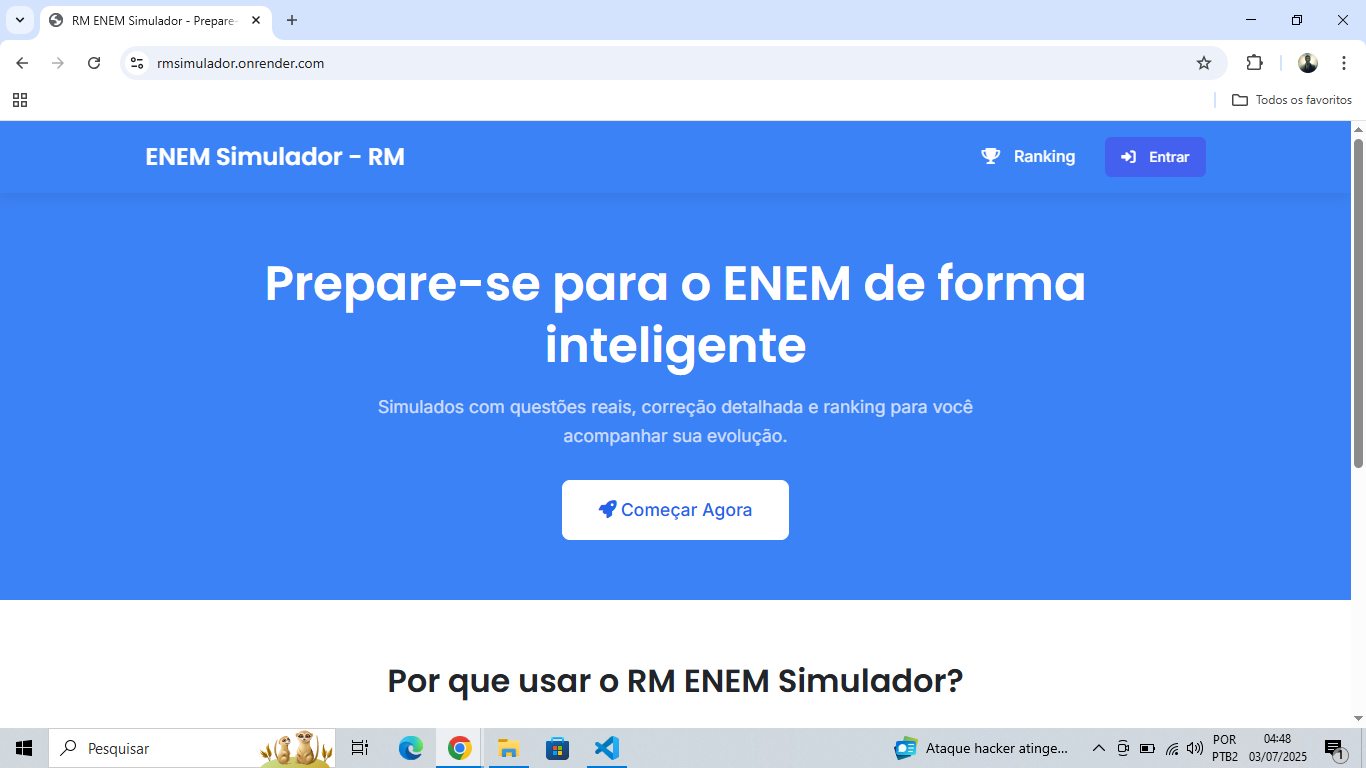 RM ENEM Simulador - Prepare-
rmsimulador.onrender.com
Todos os favoritos
ENEM Simulador - RM
Ranking
Entrar
Prepare-se para o ENEM de forma
inteligente
Simulados com questões reais, correção detalhada e ranking para você
acompanhar sua evolução.
Começar Agora
Por que usar o RM ENEM Simulador?
Pesquisar
Ataque hacker atinge...
POR
PTB2
04:48
03/07/2025
1